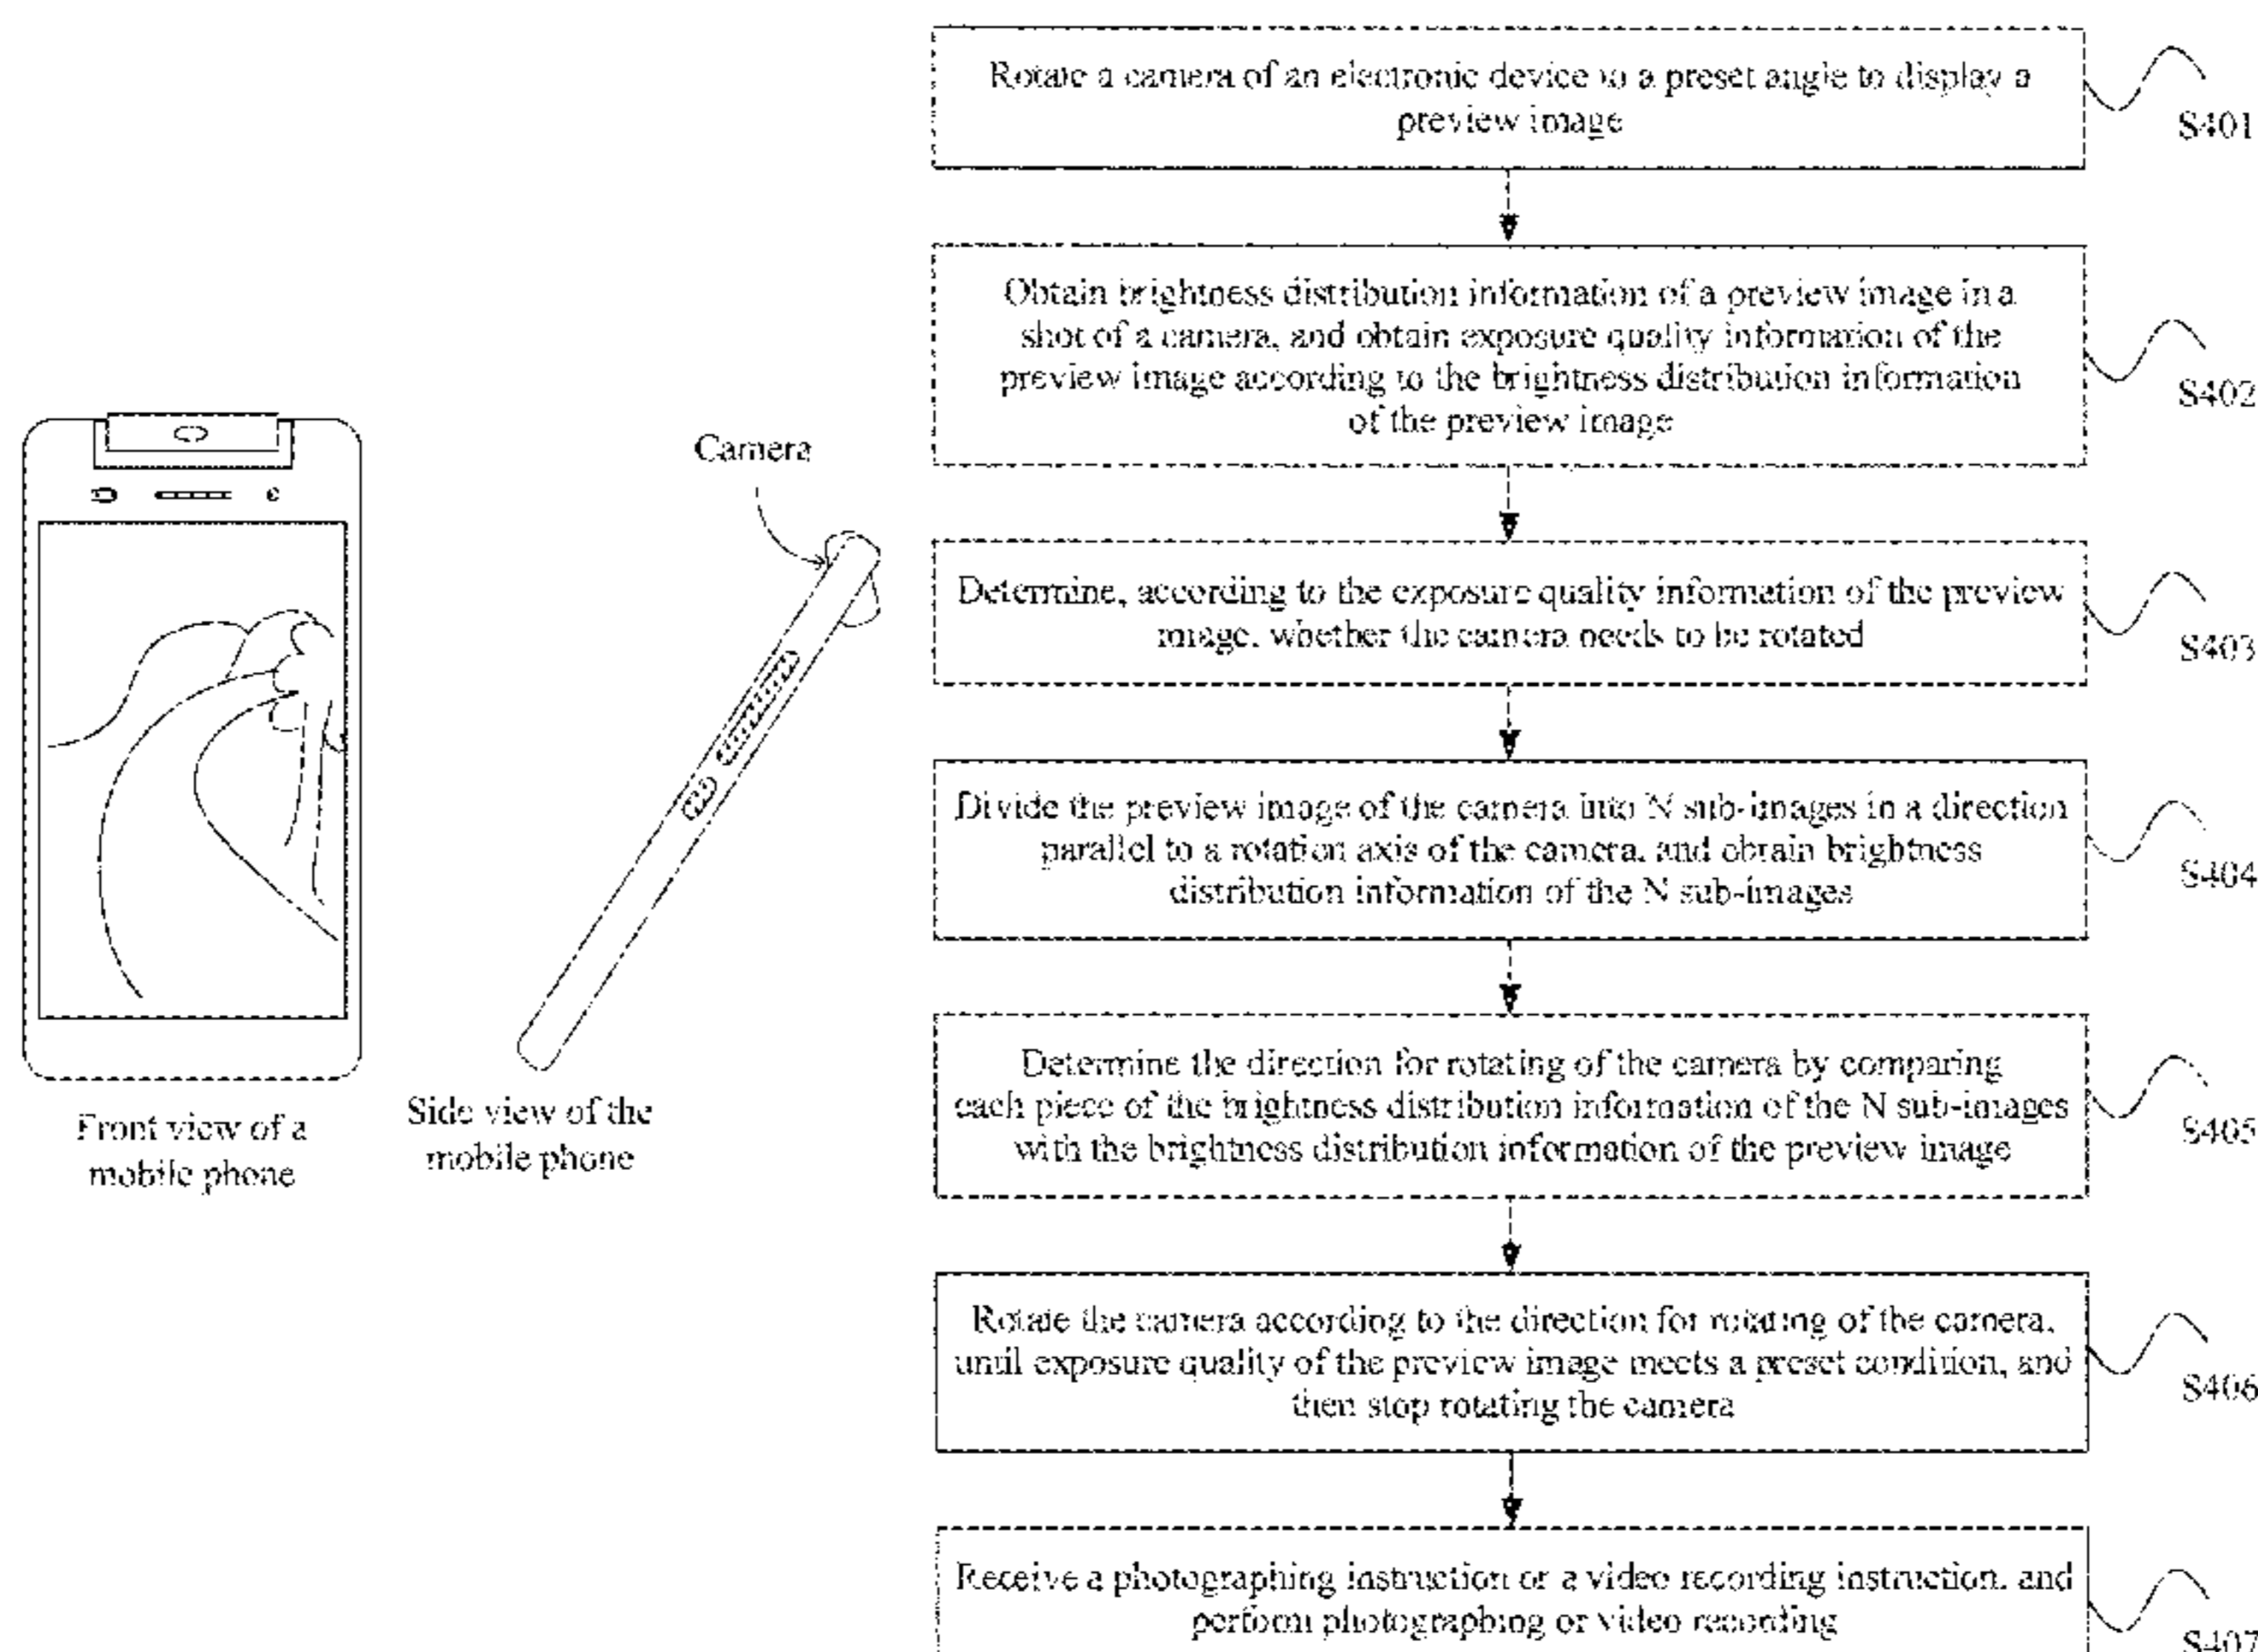 Rotate a camera of an electronic device to a preset angle to display a
preview image
S401
Obtain brightness distribution information of a preview image in a
shot of a camera, and obtain exposure quality information of the
preview image according to the brightness distribution information
of the preview image
S402
Camera
Determine, according to the exposure quality information of the preview
image, whether the camera needs to be rotated
S403
Divide the preview image of the camera into N sub-images in a direction
parallel to a rotation axis of the camera, and obtain brightness
distribution information of the N sub-images
S404
Determine the direction for rotating of the camera by comparing
each piece of the brightness distribution information of the N sub-images
with the brightness distribution information of the preview image
S405
Front view of a
mobile phone
Side view of the
mobile phone
Rotate the camera according to the direction for rotating of the camera,
until exposure quality of the preview image meets a preset condition, and
then stop rotating the camera
S406
Receive a photographing instruction or a video recording instruction, and
perform photographing or video recording
S407